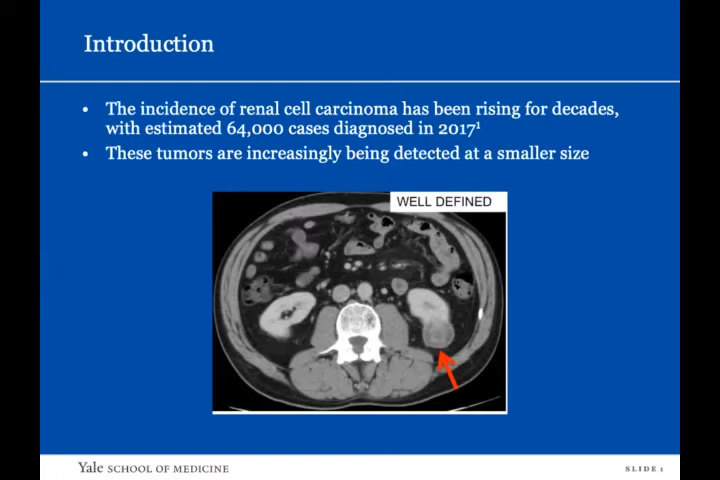 Introduction
• The incidence of renal cell carcinoma has been rising for decades,
with estimated 64,000 cases diagnosed in 2017¹
• These tumors are increasingly being detected at a smaller size
WELL DEFINED
Yale SCHOOL OF MEDICINE
SLIDE 1